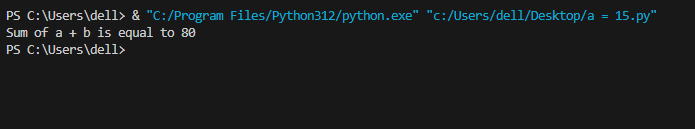 PS C:\Users\dell> & "C:/Program Files/Python312/python.exe" "c:/Users/dell/Desktop/a = 15.py"
Sum of a + b is equal to 80
PS C:\Users\dell>